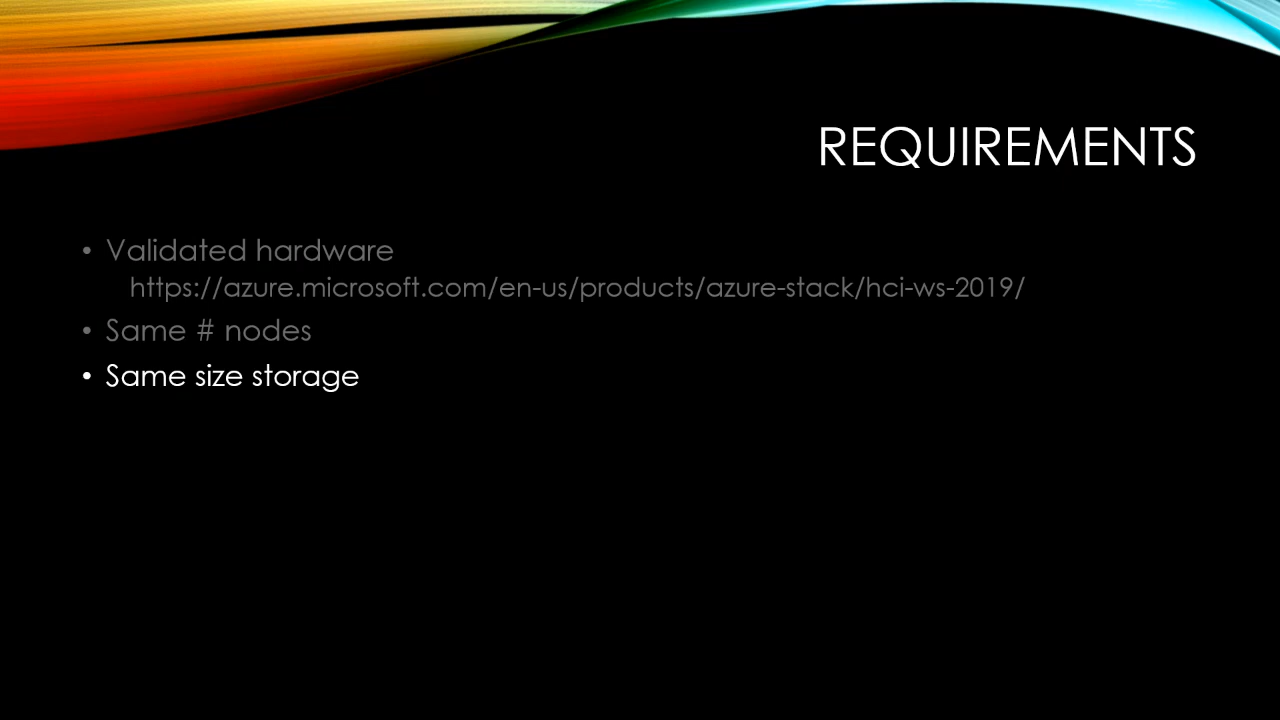 REQUIREMENTS
• Validated hardware
https://azure.microsoft.com/en-us/products/azure-stack/hci-ws-2019/
• Same # nodes
• Same size storage